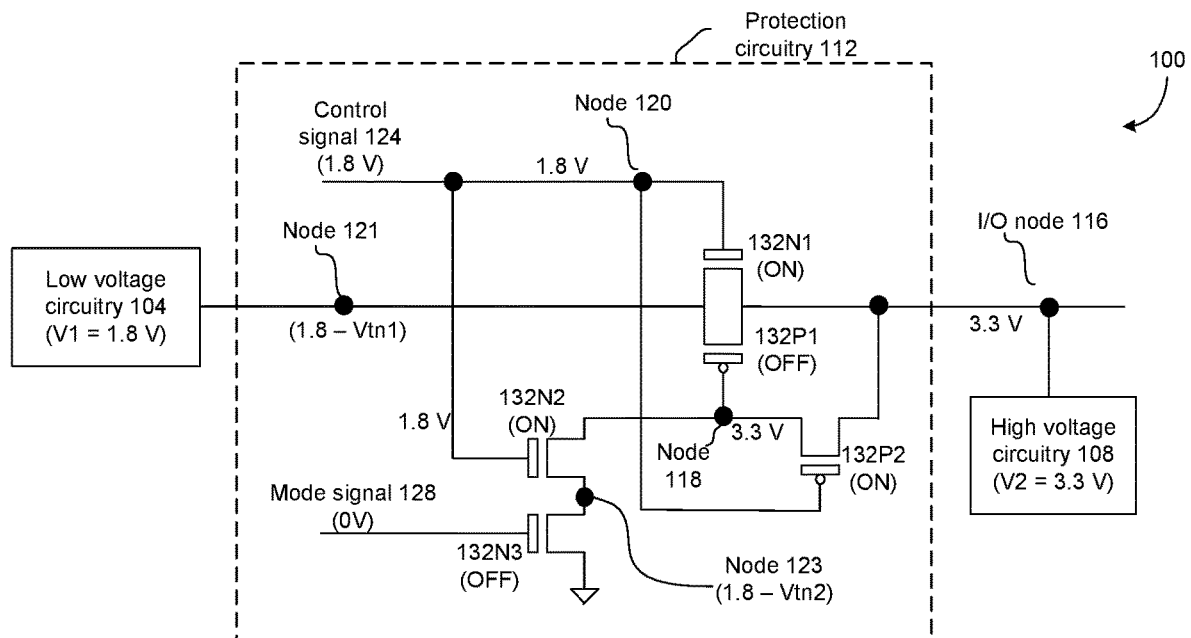 Protection
circuitry 112
100
Node 120
Control
signal 124
(1.8 V)
1.8 V
Node 121
132N1
(ON)
I/O node 116
Low voltage
circuitry 104
(V1 = 1.8 V)
(1.8 – Vtn1)
3.3 V
132P1
(OFF)
132N2
(ON)
1.8 V
Node
118
3.3 V
132P2
(ON)
High voltage
circuitry 108
(V2 = 3.3 V)
Mode signal 128
(0V)
132N3
(OFF)
Node 123
(1.8 – Vtn2)